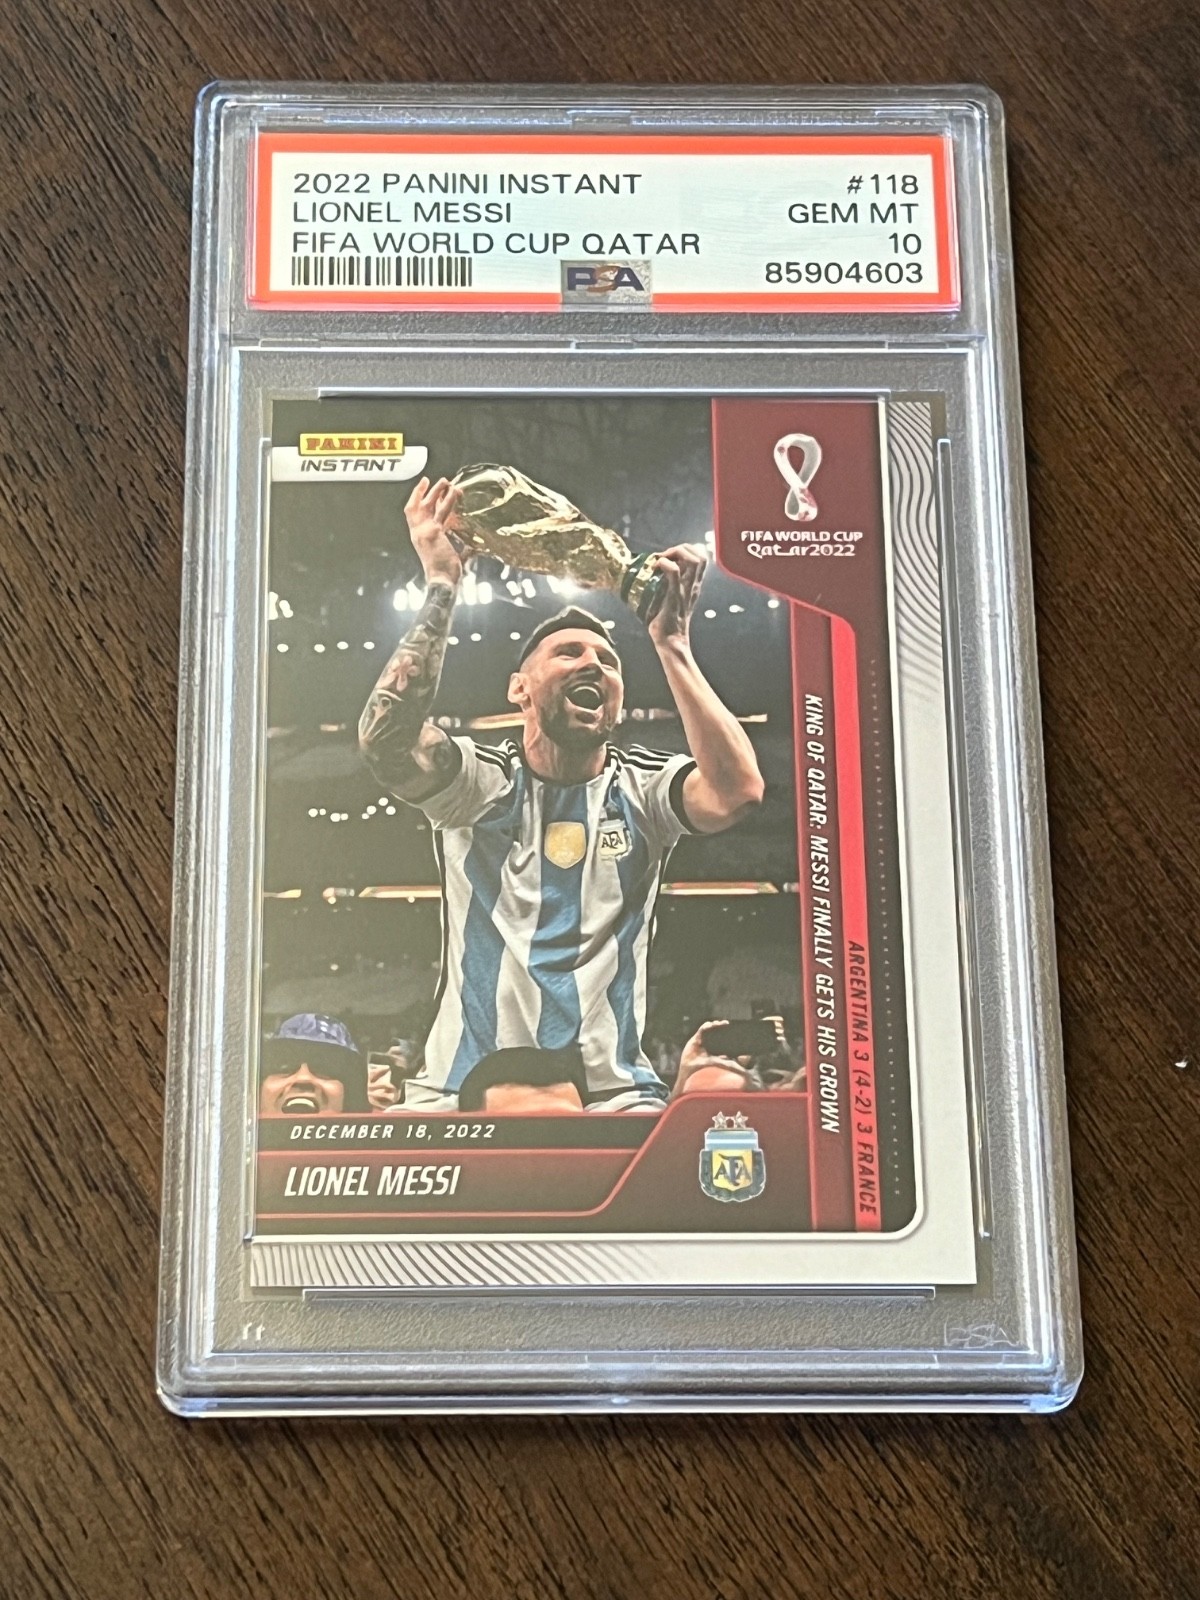 2022 PANINI INSTANT #118
LIONEL MESSI GEM MT
FIFA WORLD CUP QATAR 10
PSA 85904603
PANINI
INSTANT
FIFA WORLD CUP
Qatar2022
KING OF QATAR: MESSI FINALLY GETS HIS CROWN
ARGENTINA 3 (4-2) 3 FRANCE
AFA
DECEMBER 18, 2022
LIONEL MESSI
AFA
PSA